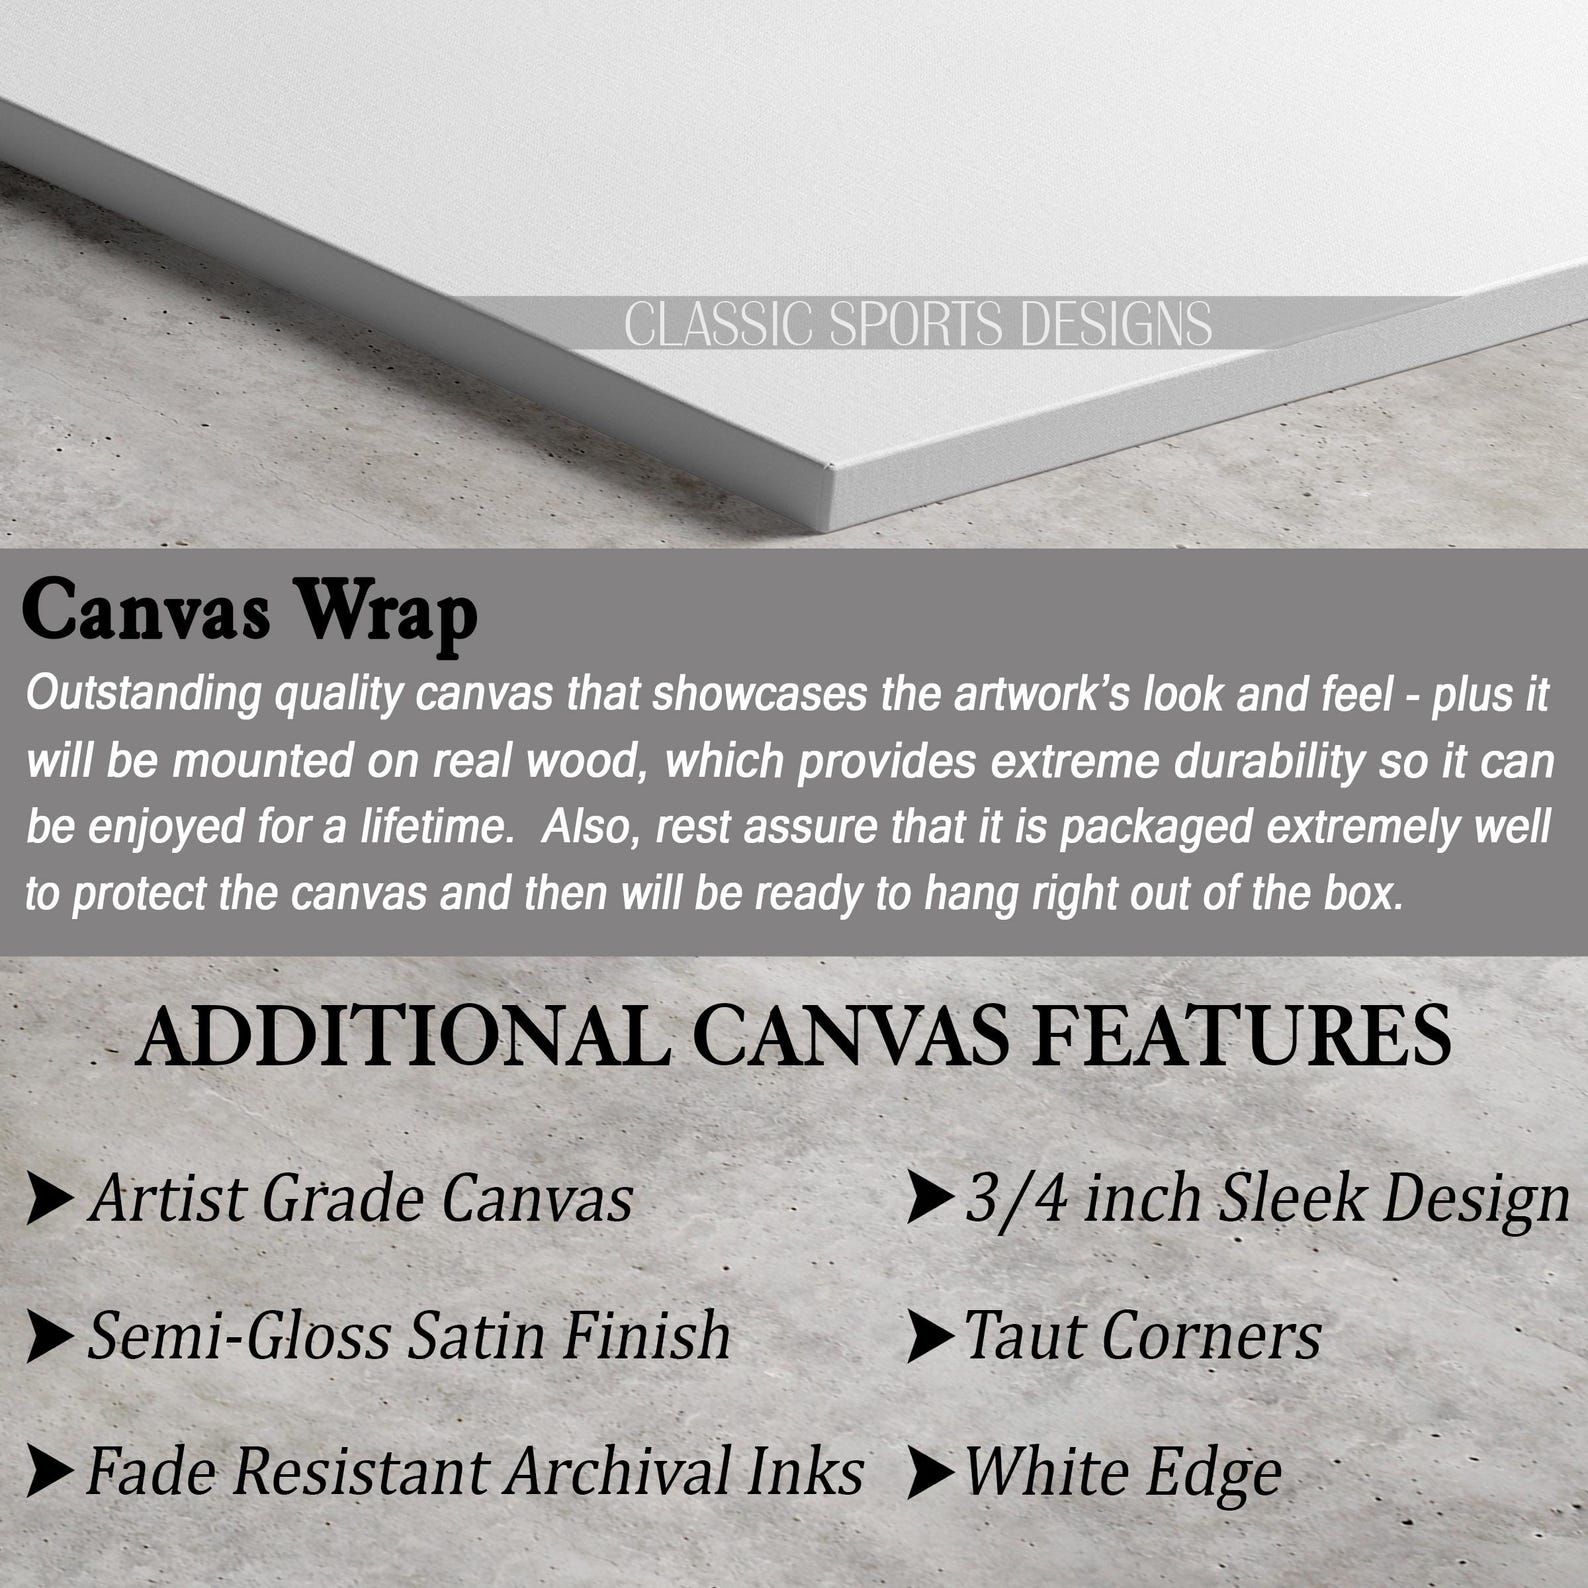 CLASSIC SPORTS DESIGNS
Canvas Wrap
Outstanding quality canvas that showcases the artwork’s look and feel - plus it
will be mounted on real wood, which provides extreme durability so it can
be enjoyed for a lifetime.  Also, rest assure that it is packaged extremely well
to protect the canvas and then will be ready to hang right out of the box.
ADDITIONAL CANVAS FEATURES
➤ Artist Grade Canvas
➤ 3/4 inch Sleek Design
➤ Semi-Gloss Satin Finish
➤ Taut Corners
➤ Fade Resistant Archival Inks
➤ White Edge